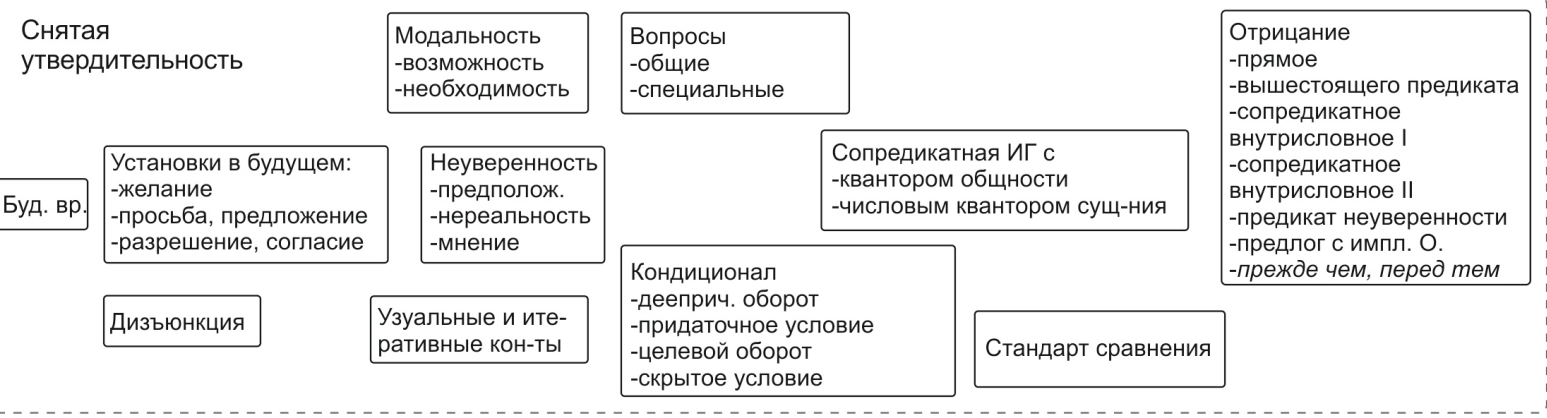 Снятая
утвердительность
Модальность
-возможность
-необходимость
Вопросы
-общие
-специальные
Отрицание
-прямое
-вышестоящего предиката
-сопредикатное
внутрисловное I
-сопредикатное
внутрисловное II
-предикат неуверенности
-предлог с импл. О.
-прежде чем, перед тем
Буд. вр.
Установки в будущем:
-желание
-просьба, предложение
-разрешение, согласие
Неуверенность
-предполож.
-нереальность
-мнение
Сопредикатная ИГ с
-квантором общности
-числовым квантором сущ-ния
Дизъюнкция
Узуальные и ите-
ративные кон-ты
Кондиционал
-дееприч. оборот
-придаточное условие
-целевой оборот
-скрытое условие
Стандарт сравнения